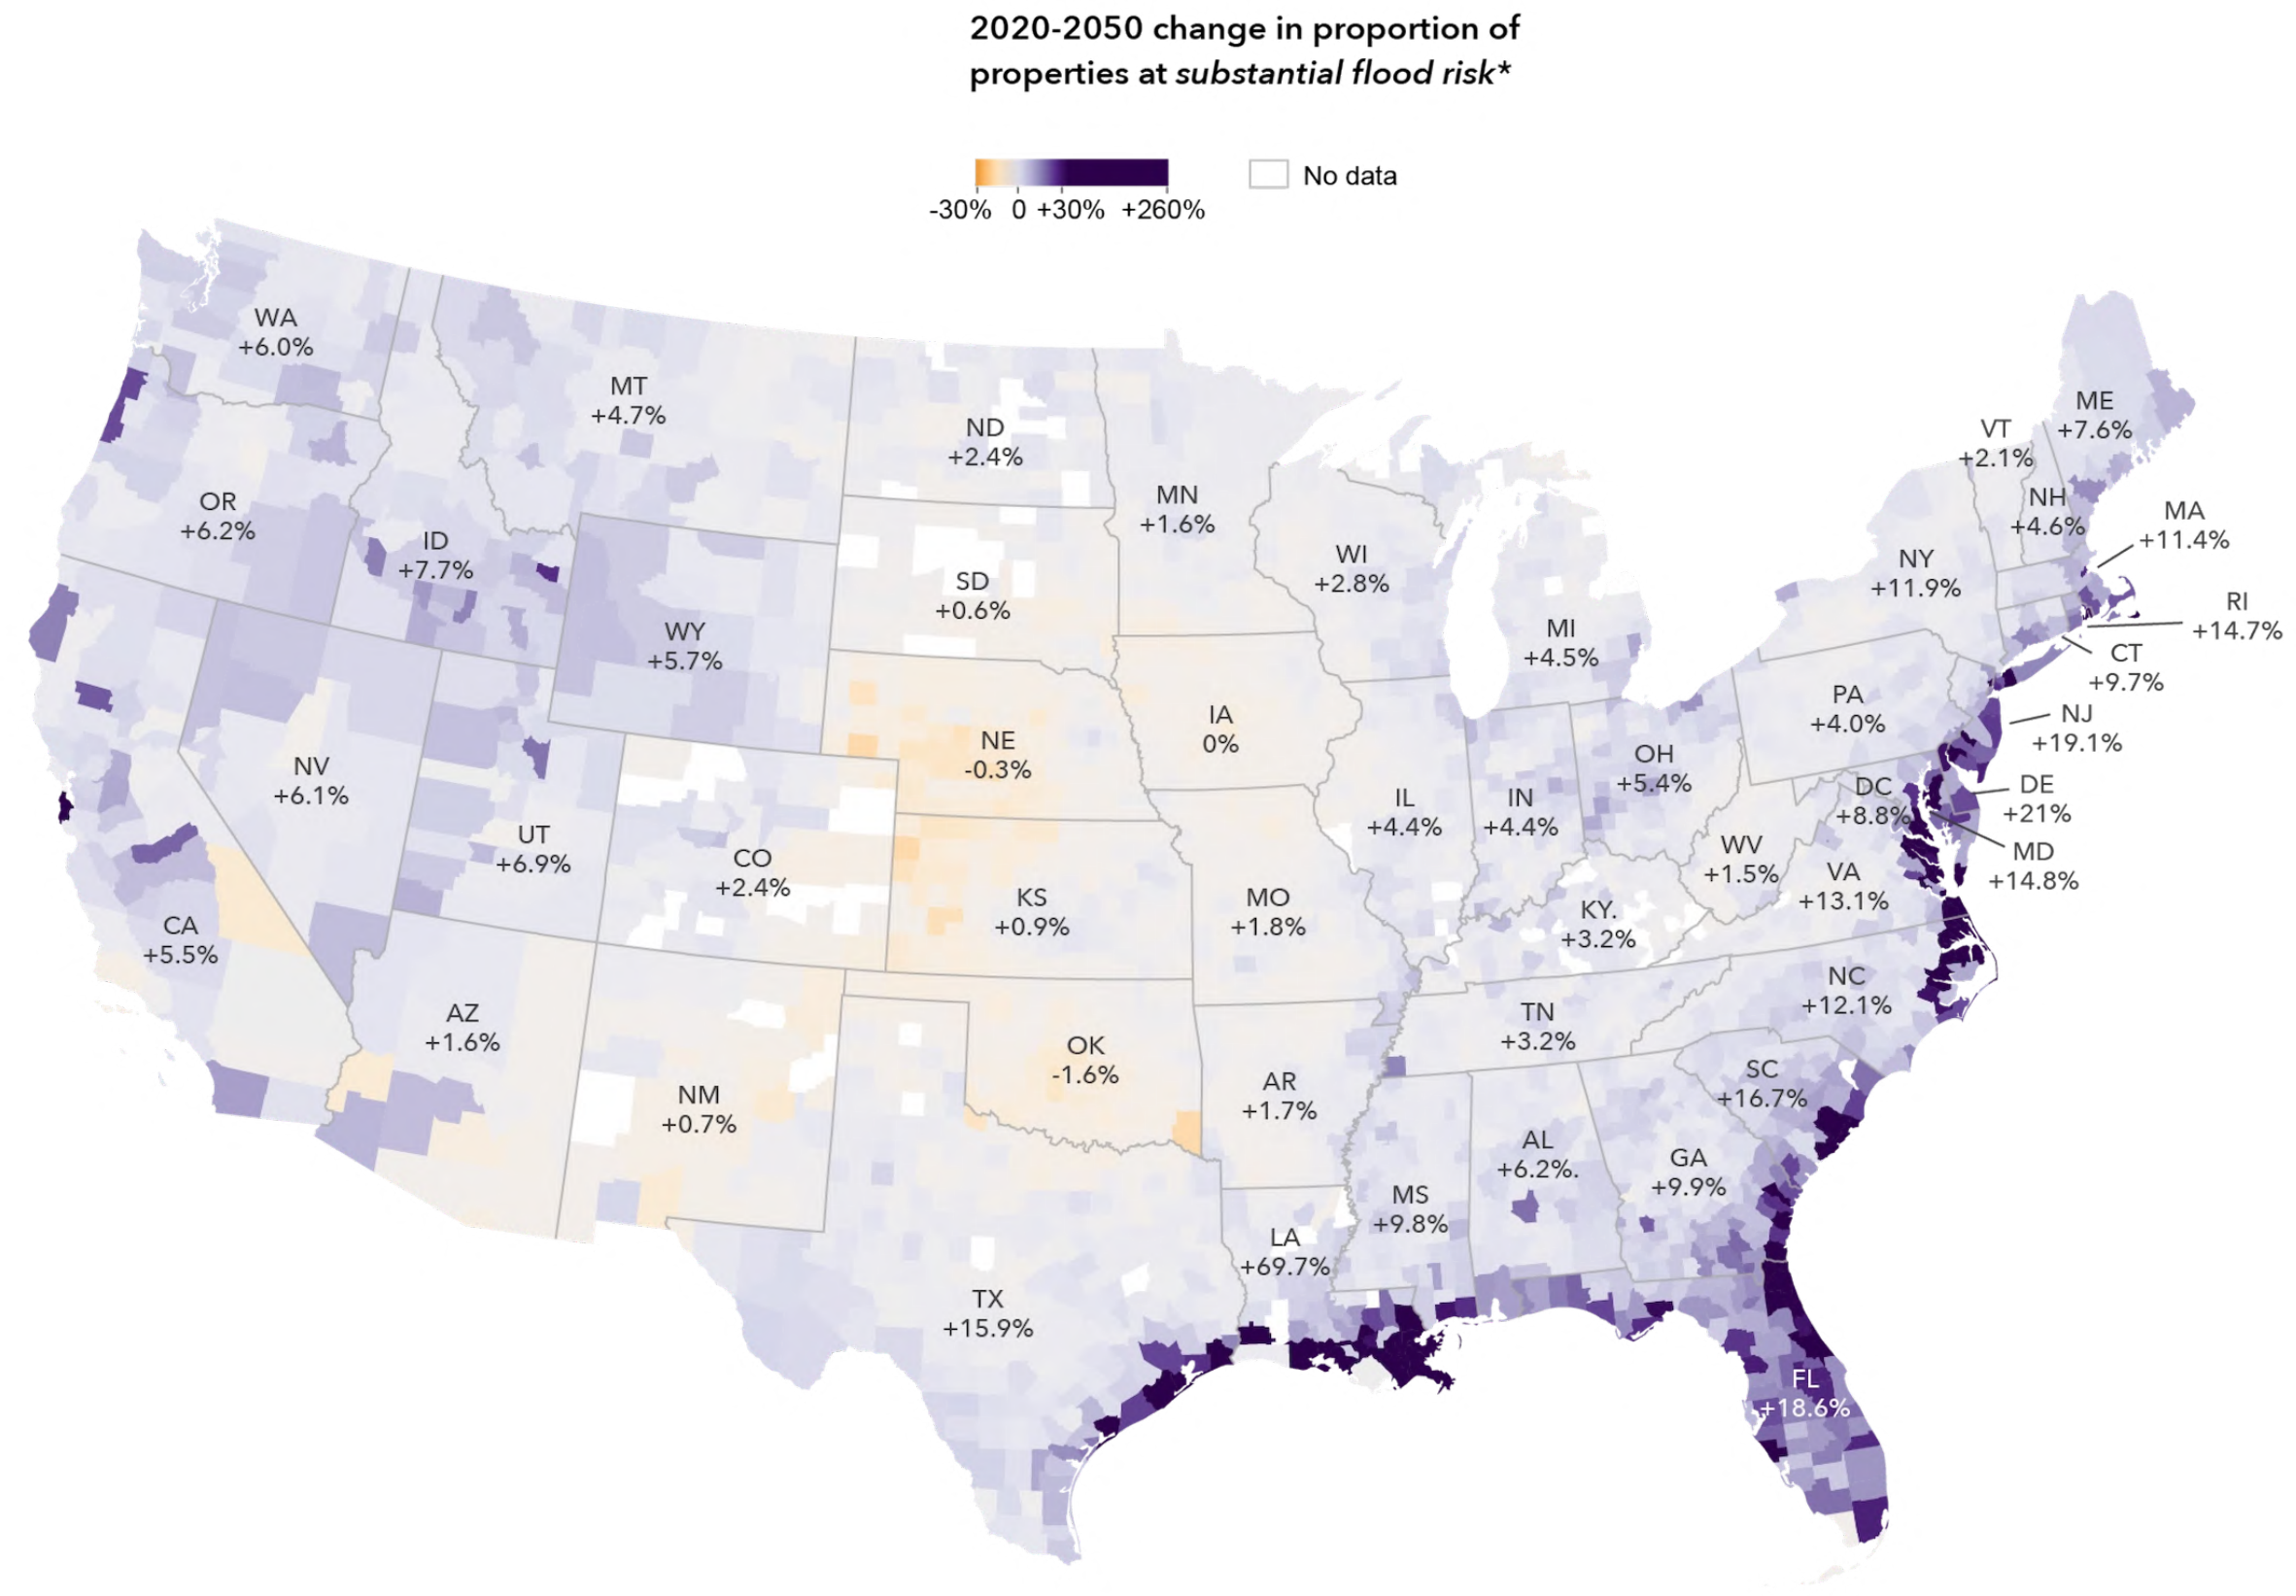 2020-2050 change in proportion of
properties at substantial flood risk*
-30% 0 +30% +260%
No data
WA
+6.0%
MT
+4.7%
ND
+2.4%
MN
+1.6%
OR
+6.2%
ID
+7.7%
WY
+5.7%
SD
+0.6%
WI
+2.8%
MI
+4.5%
NY
+11.9%
VT
+2.1%
ME
+7.6%
NH
+4.6%
MA
+11.4%
RI
+14.7%
CT
+9.7%
NJ
+19.1%
PA
+4.0%
DE
+21%
DC
+8.8%
MD
+14.8%
NV
+6.1%
UT
+6.9%
CO
+2.4%
NE
-0.3%
IA
0%
IL
+4.4%
IN
+4.4%
OH
+5.4%
WV
+1.5%
VA
+13.1%
CA
+5.5%
KS
+0.9%
MO
+1.8%
KY.
+3.2%
NC
+12.1%
AZ
+1.6%
NM
+0.7%
OK
-1.6%
AR
+1.7%
TN
+3.2%
SC
+16.7%
MS
+9.8%
AL
+6.2%.
GA
+9.9%
LA
+69.7%
TX
+15.9%
FL
+18.6%